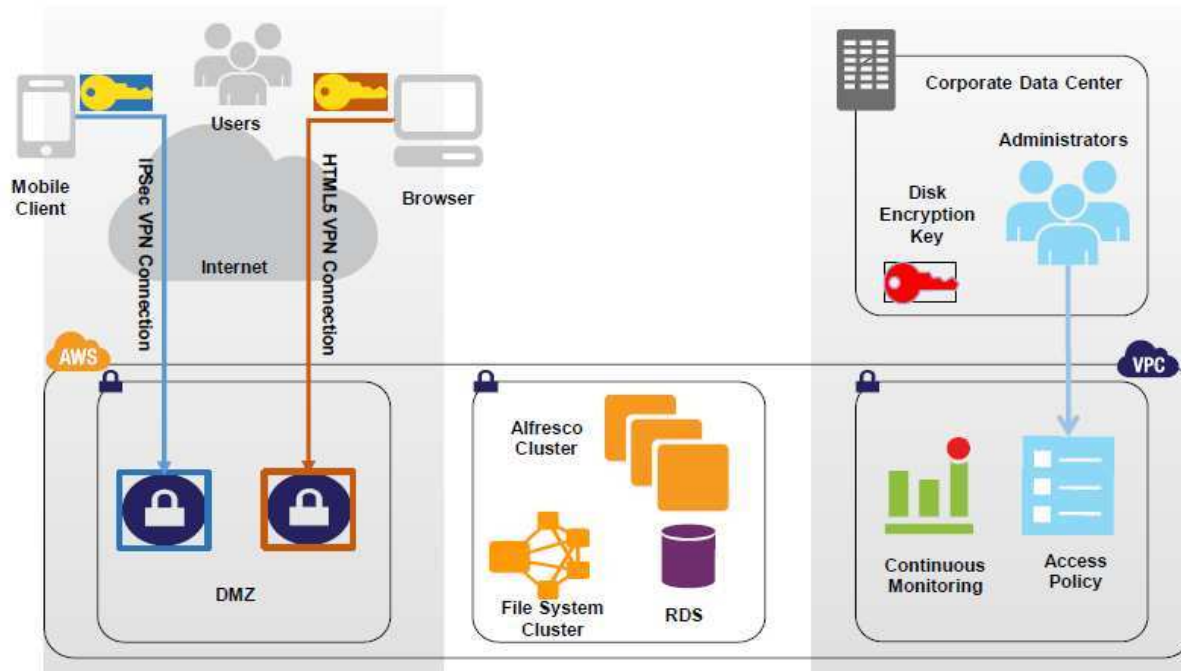 Users
Mobile
Client
IPSec VPN Connection
HTML5 VPN Connection
Browser
Internet
Corporate Data Center
Administrators
Disk
Encryption
Key
AWS
VPC
DMZ
Alfresco
Cluster
File System
Cluster
RDS
Continuous
Monitoring
Access
Policy